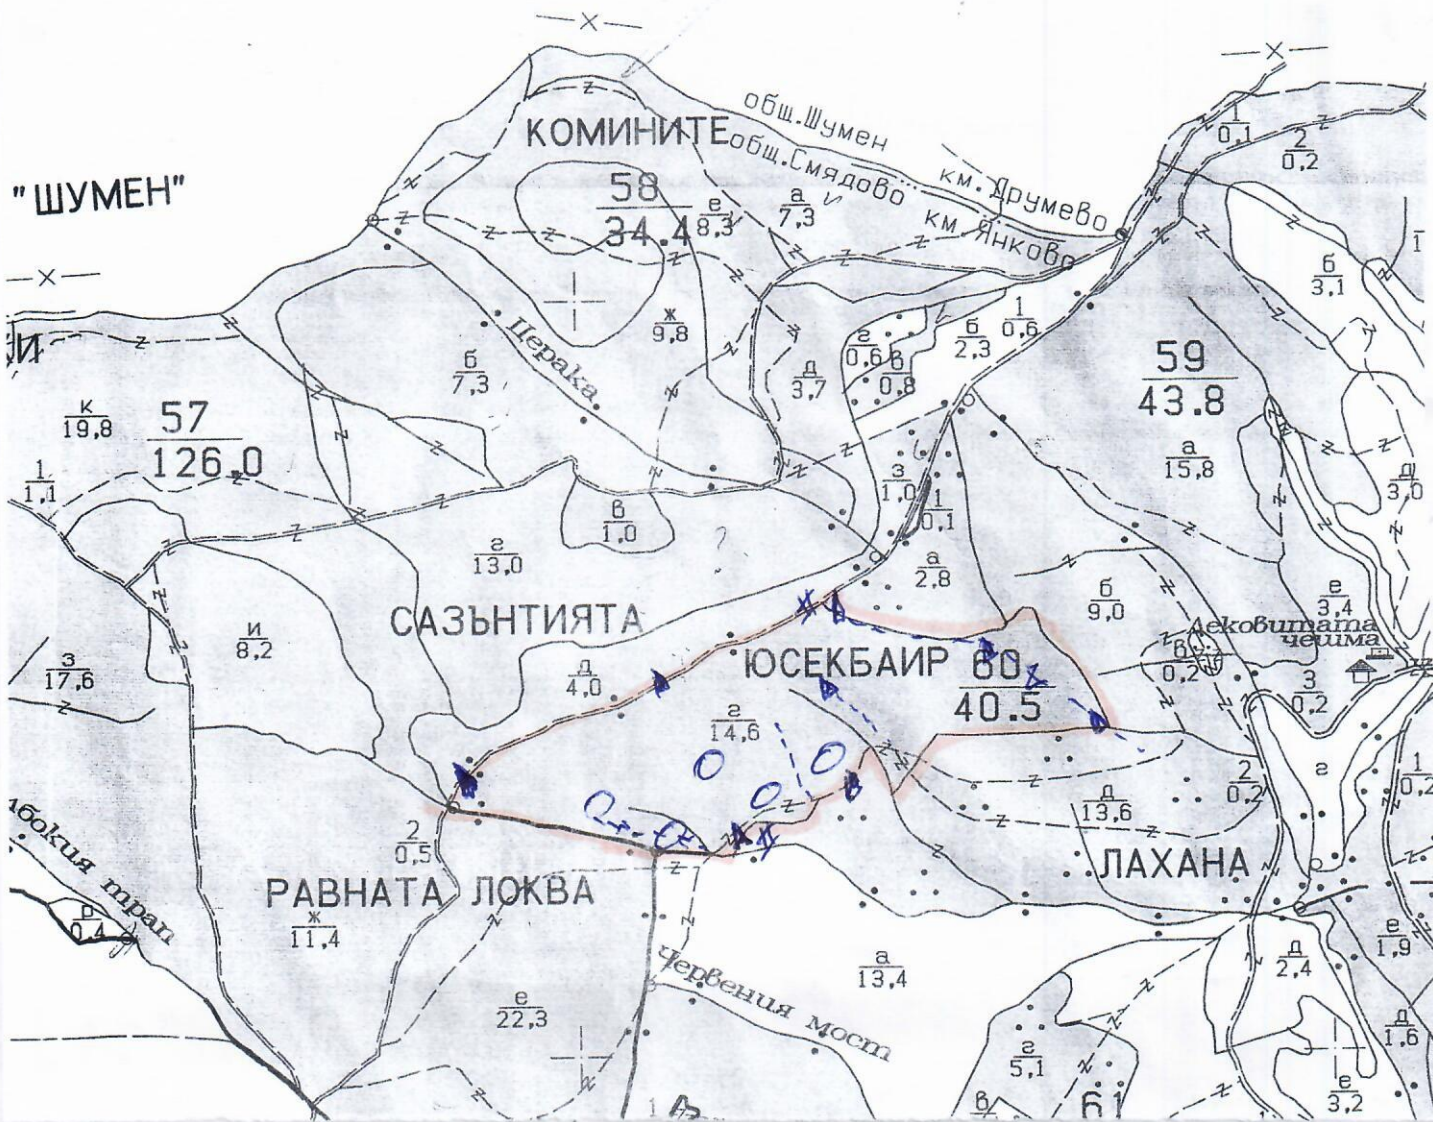 "ШУМЕН"
КОМИНИТЕ
общ.Шумен
общ.Смядово
км. Друмево
км. Янково
58
34.4
е
8,3
а
7,3
1
0,1
2
0,2
б
3,1
ж
9,8
Церака
б
7,3
г
0,6
в
0,8
д
3,7
б
2,3
1
0,6
59
43.8
к
19,8
57
126.0
1
1,1
а
15,8
д
3,0
з
1,0
1
0,1
в
1,0
г
13,0
а
2,8
б
9,0
е
3,4
САЗЪНТИЯТА
Лековитата
чешма
и
8,2
з
17,6
д
4,0
ЮСЕКБАИР
60
40.5
б
0,2
3
0,2
г
14,6
г
2
0,2
1
0,2
д
13,6
2
0,5
ЛАХАНА
РАВНАТА ЛОКВА
ж
11,4
р
0,4
а
13,4
Червения мост
е
22,3
д
2,4
е
1,9
д
1,6
г
5,1
е
3,2
в
61